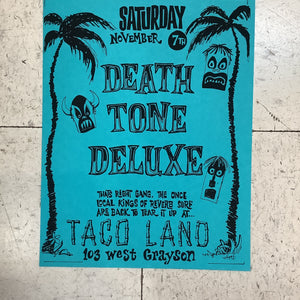 SATURDAY
NOVEMBER 7TH
DEATH
TONE
DELUXE
THATS RIGHT GANG, THE ONCE
LOCAL KINGS OF REVERB SURF
ARE BACK TO TEAR IT UP AT...
TACO LAND
103 WEST GRAYSON